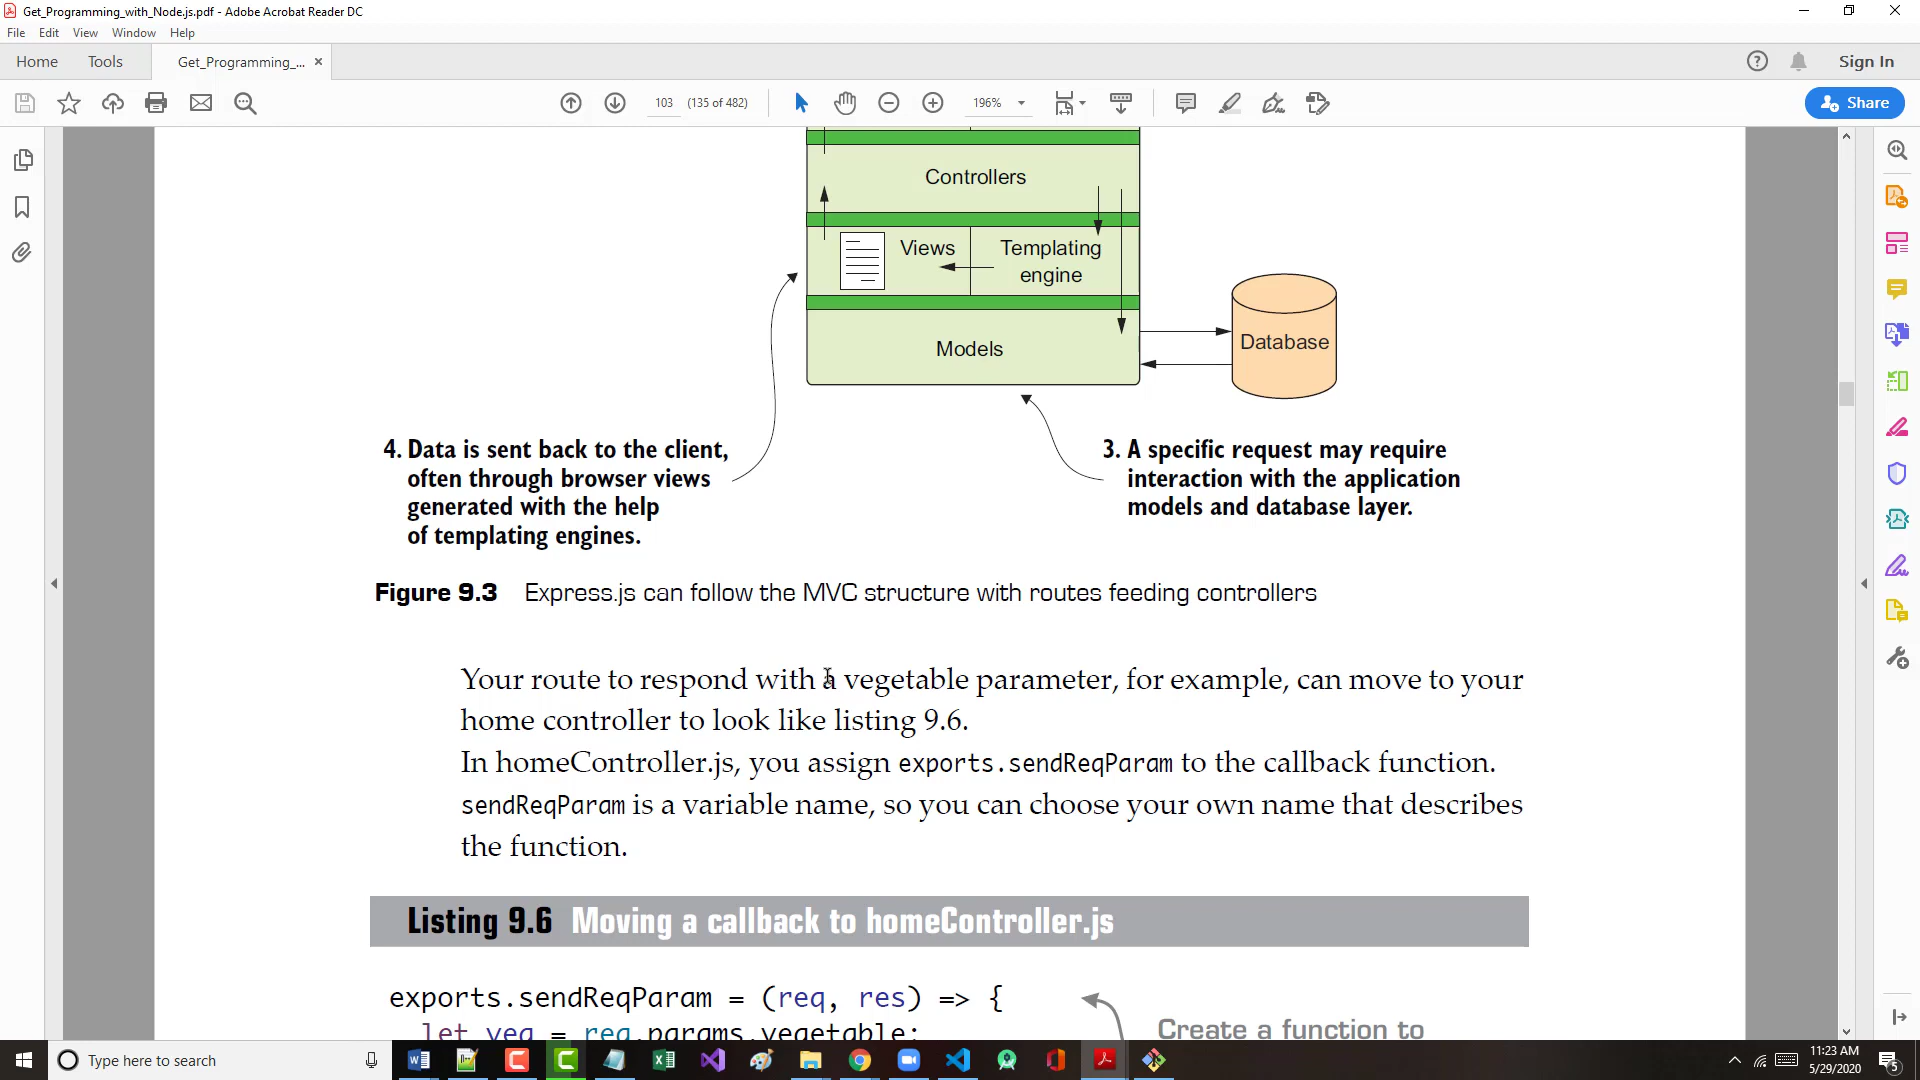 Get_Programming_with_Node.js.pdf - Adobe Acrobat Reader DC
File Edit View Window Help
Home Tools Get_Programming_... × Sign In
103 (135 of 482) 196% Share
Controllers
Views
Templating
engine
Models
Database
4. Data is sent back to the client,
often through browser views
generated with the help
of templating engines.
3. A specific request may require
interaction with the application
models and database layer.
Figure 9.3 Express.js can follow the MVC structure with routes feeding controllers
Your route to respond with a vegetable parameter, for example, can move to your
home controller to look like listing 9.6.
In homeController.js, you assign exports.sendReqParam to the callback function.
sendReqParam is a variable name, so you can choose your own name that describes
the function.
Listing 9.6 Moving a callback to homeController.js
exports.sendReqParam = (req, res) => {
let veg = req.params.vegetable;
Create a function to
Type here to search
11:23 AM
5/29/2020
5